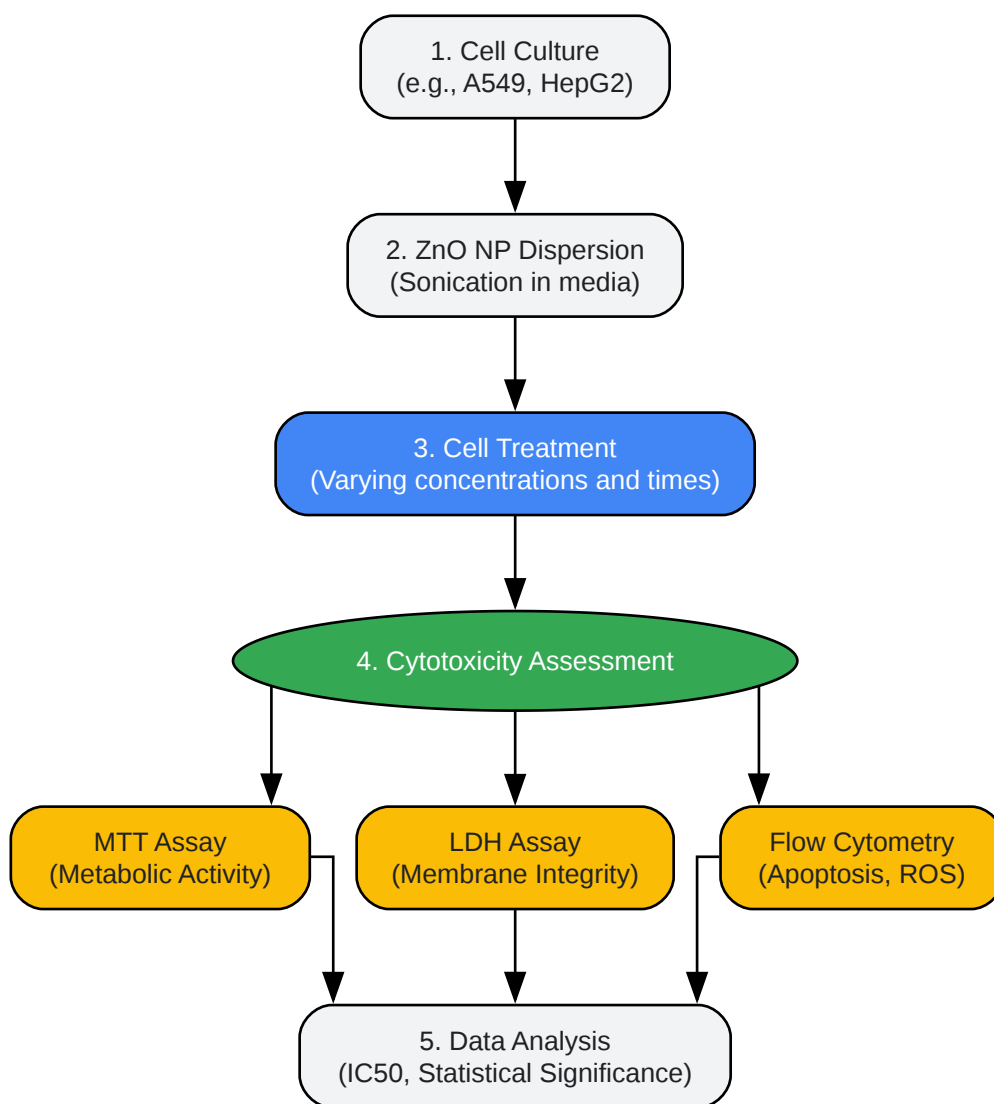 1. Cell Culture
(e.g., A549, HepG2)
2. ZnO NP Dispersion
(Sonication in media)
3. Cell Treatment
(Varying concentrations and times)
4. Cytotoxicity Assessment
MTT Assay
(Metabolic Activity)
LDH Assay
(Membrane Integrity)
Flow Cytometry
(Apoptosis, ROS)
5. Data Analysis
(IC50, Statistical Significance)